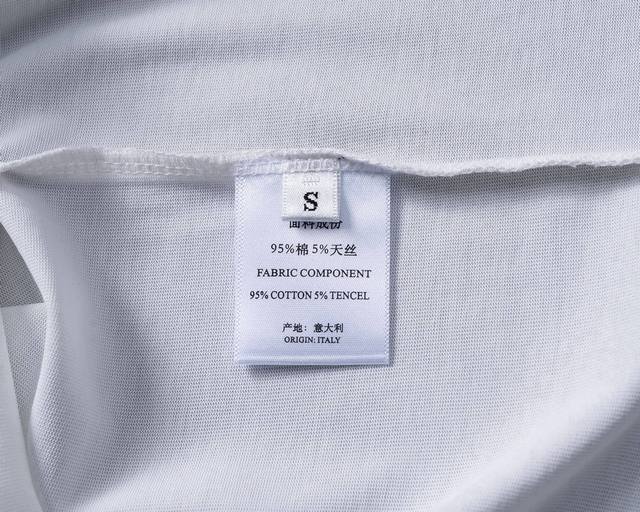 S
面料成份
95%棉 5%天丝
FABRIC COMPONENT
95% COTTON 5% TENCEL
产地：意大利
ORIGIN: ITALY